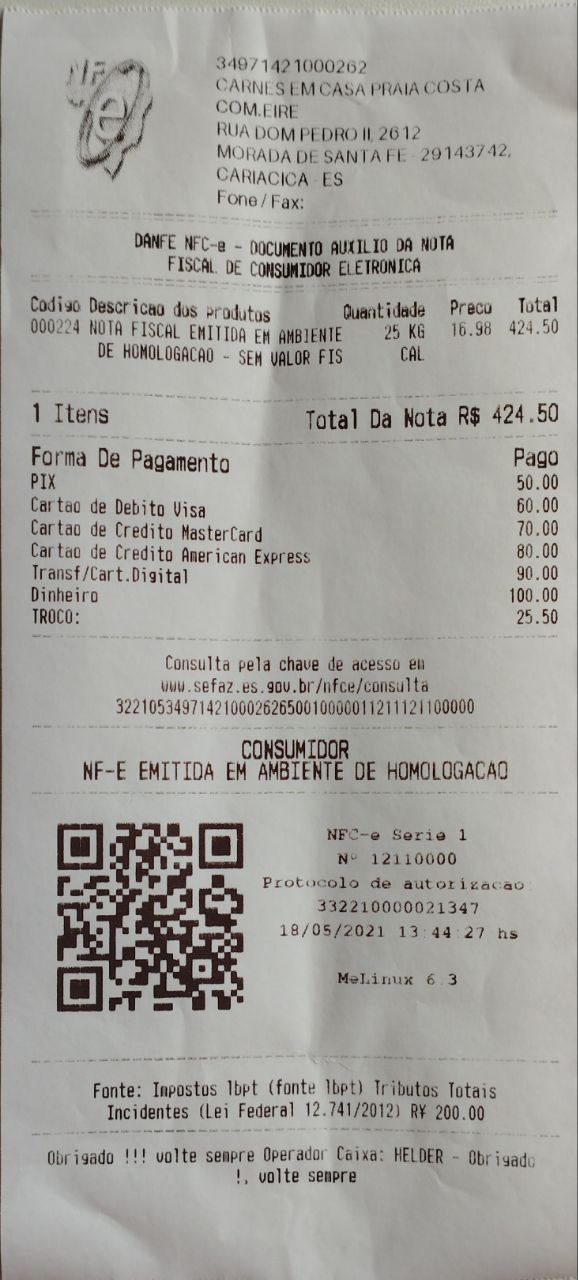 NF
e
34971421000262
CARNES EM CASA PRAIA COSTA
COM.EIRE
RUA DOM PEDRO II, 2612
MORADA DE SANTA FE - 29143742,
CARIACICA - ES
Fone/Fax:
DANFE NFC-e - DOCUMENTO AUXILIO DA NOTA
FISCAL DE CONSUMIDOR ELETRONICA
Codigo Descricao dos produtos Quantidade Preco Total
000224 NOTA FISCAL EMITIDA EM AMBIENTE 25 KG 16.98 424.50
DE HOMOLOGACAO - SEM VALOR FIS CAL
1 Itens Total Da Nota R$ 424.50
Forma De Pagamento Pago
PIX 50.00
Cartao de Debito Visa 60.00
Cartao de Credito MasterCard 70.00
Cartao de Credito American Express 80.00
Transf/Cart.Digital 90.00
Dinheiro 100.00
TROCO: 25.50
Consulta pela chave de acesso em
www.sefaz.es.gov.br/nfce/consulta
32210534971421000262650010000011211121100000
CONSUMIDOR
NF-E EMITIDA EM AMBIENTE DE HOMOLOGACAO
NFC-e Serie 1
Nº 12110000
Protocolo de autorizacao:
332210000021347
18/05/2021 13:44:27 hs
MeLinux 6.3
Fonte: Impostos lbpt (fonte lbpt) Tributos Totais
Incidentes (Lei Federal 12.741/2012) R¥ 200.00
Obrigado !!! volte sempre Operador Caixa: HELDER - Obrigado
!, volte sempre